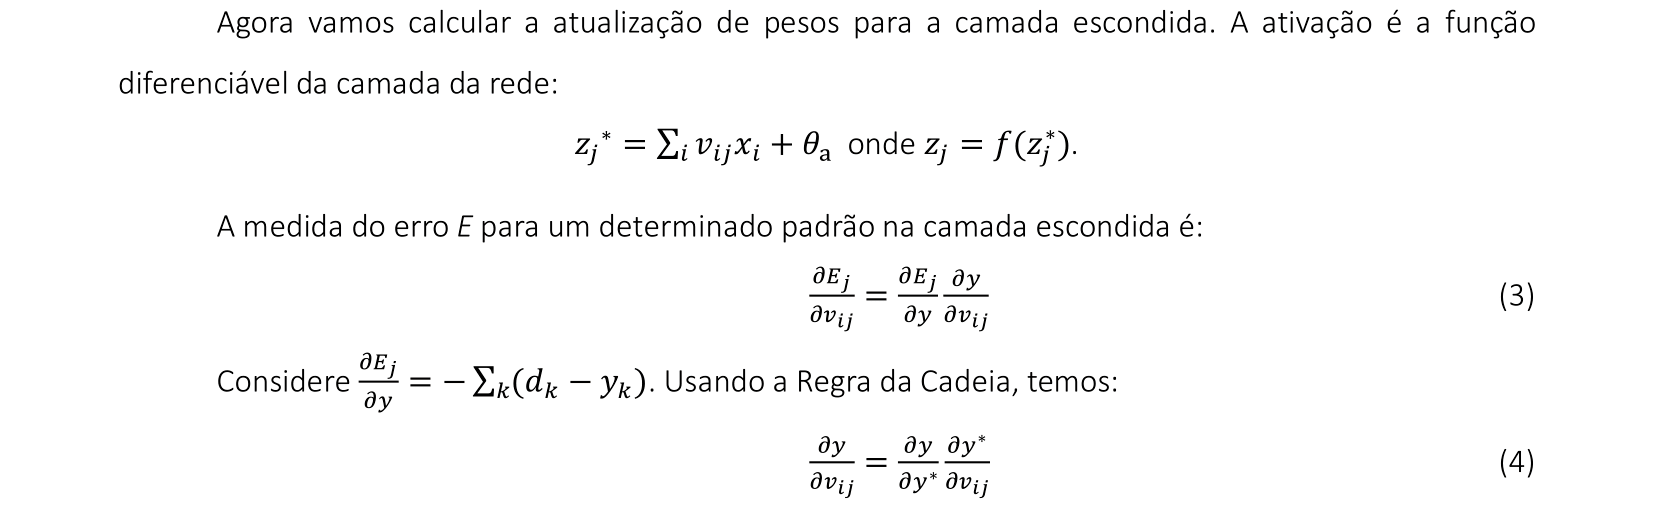 Agora vamos calcular a atualização de pesos para a camada escondida. A ativação é a função
diferenciável da camada da rede:
$z_j{}^* = \sum_i v_{ij} x_i + \theta_{\mathrm{a}}$ onde $z_j = f(z_j^*)$.
A medida do erro E para um determinado padrão na camada escondida é:
$\frac{\partial E_j}{\partial v_{ij}} = \frac{\partial E_j}{\partial y} \frac{\partial y}{\partial v_{ij}}$ (3)
Considere $\frac{\partial E_j}{\partial y} = -\sum_k (d_k - y_k)$. Usando a Regra da Cadeia, temos:
$\frac{\partial y}{\partial v_{ij}} = \frac{\partial y}{\partial y^*} \frac{\partial y^*}{\partial v_{ij}}$ (4)